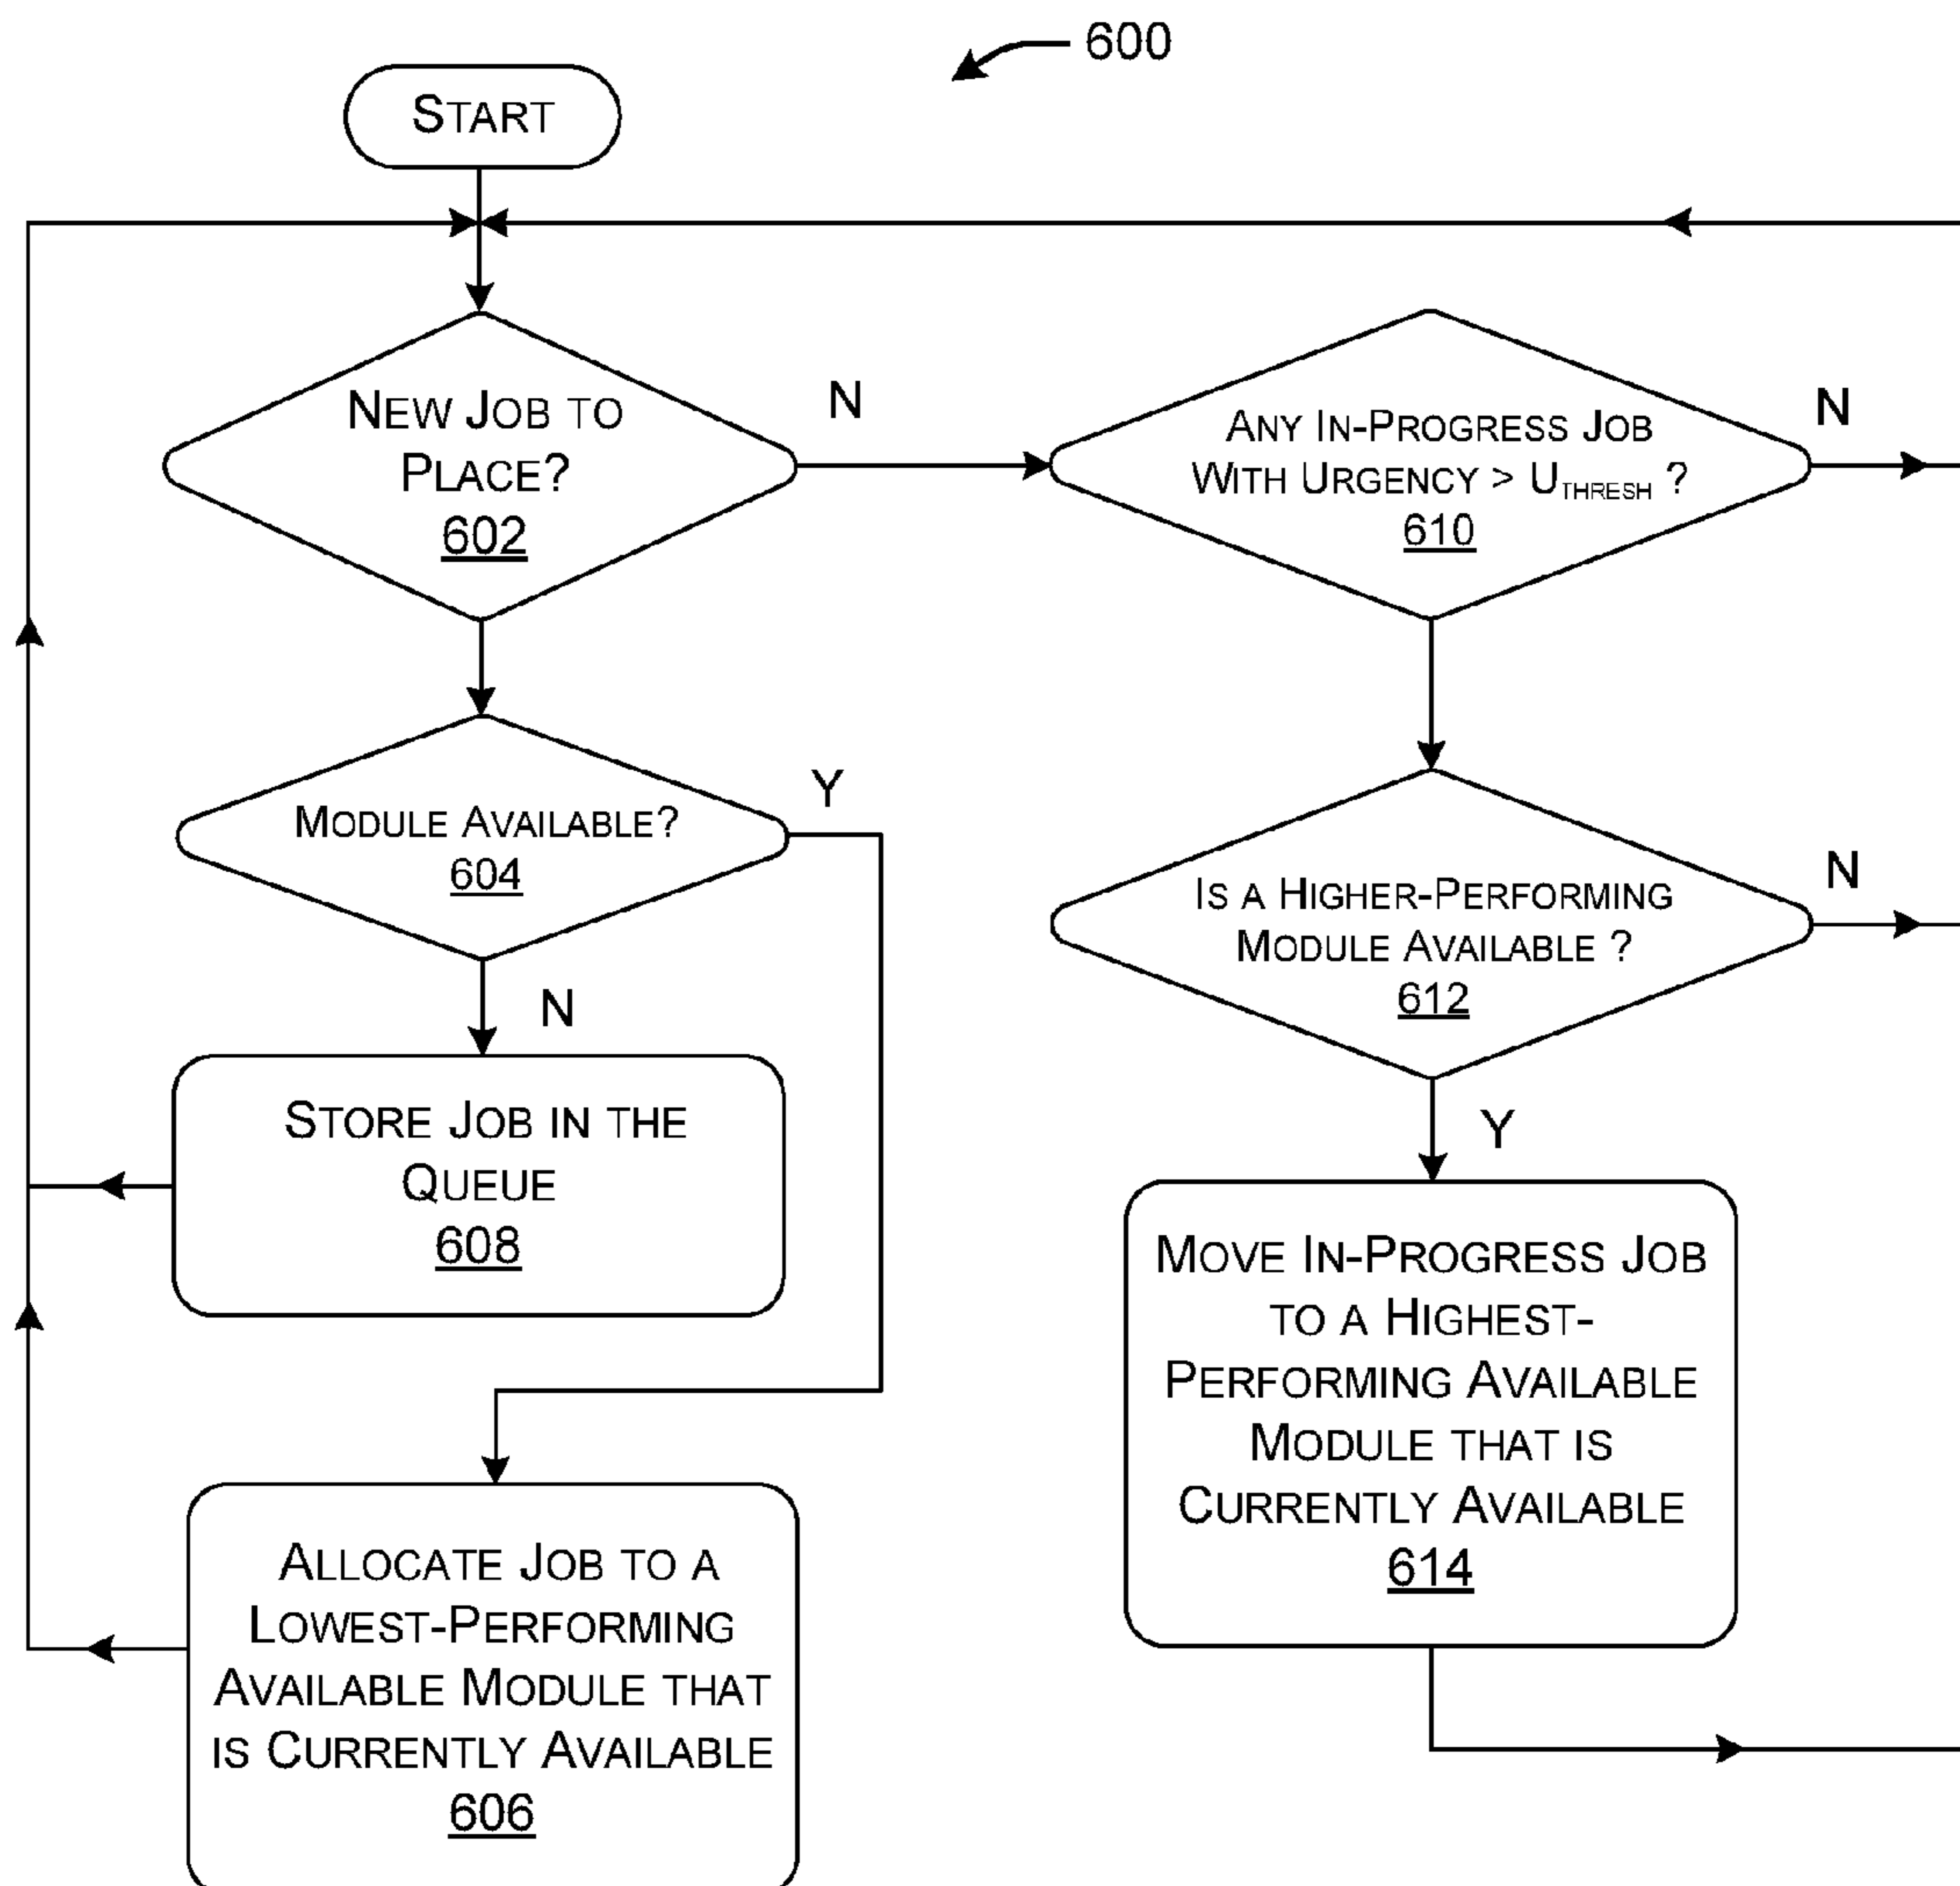 600
START
NEW JOB TO
PLACE?
602
N
ANY IN-PROGRESS JOB
WITH URGENCY > UTHRESH ?
610
N
MODULE AVAILABLE?
604
Y
N
IS A HIGHER-PERFORMING
MODULE AVAILABLE ?
612
N
Y
STORE JOB IN THE
QUEUE
608
MOVE IN-PROGRESS JOB
TO A HIGHEST-
PERFORMING AVAILABLE
MODULE THAT IS
CURRENTLY AVAILABLE
614
ALLOCATE JOB TO A
LOWEST-PERFORMING
AVAILABLE MODULE THAT
IS CURRENTLY AVAILABLE
606